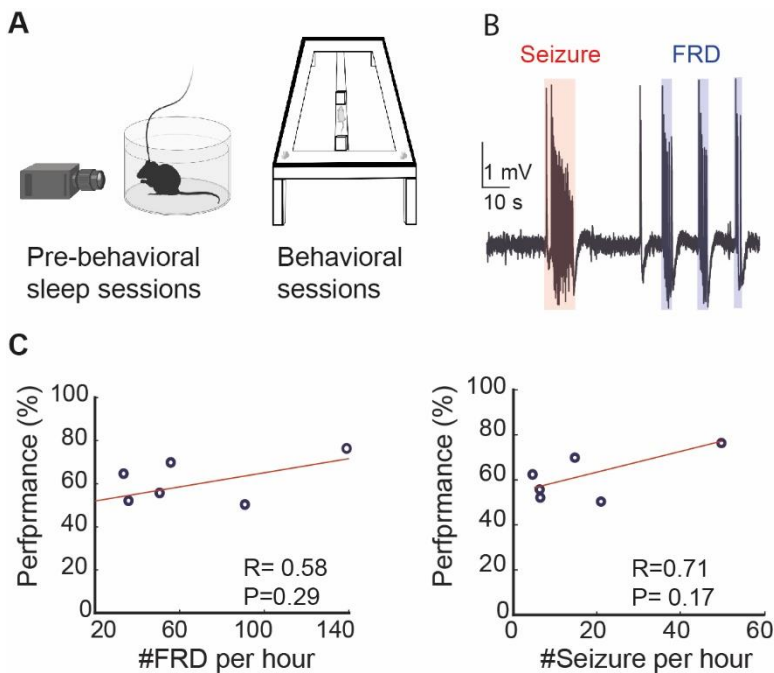 A
Pre-behavioral
sleep sessions
Behavioral
sessions
B
Seizure
FRD
1 mV
10 s
C
Perfprmance (%)
100
80
60
40
20
0
R= 0.58
P=0.29
20
60
100
140
#FRD per hour
Perfprmance (%)
100
80
60
40
20
0
R=0.71
P= 0.17
0
20
40
60
#Seizure per hour